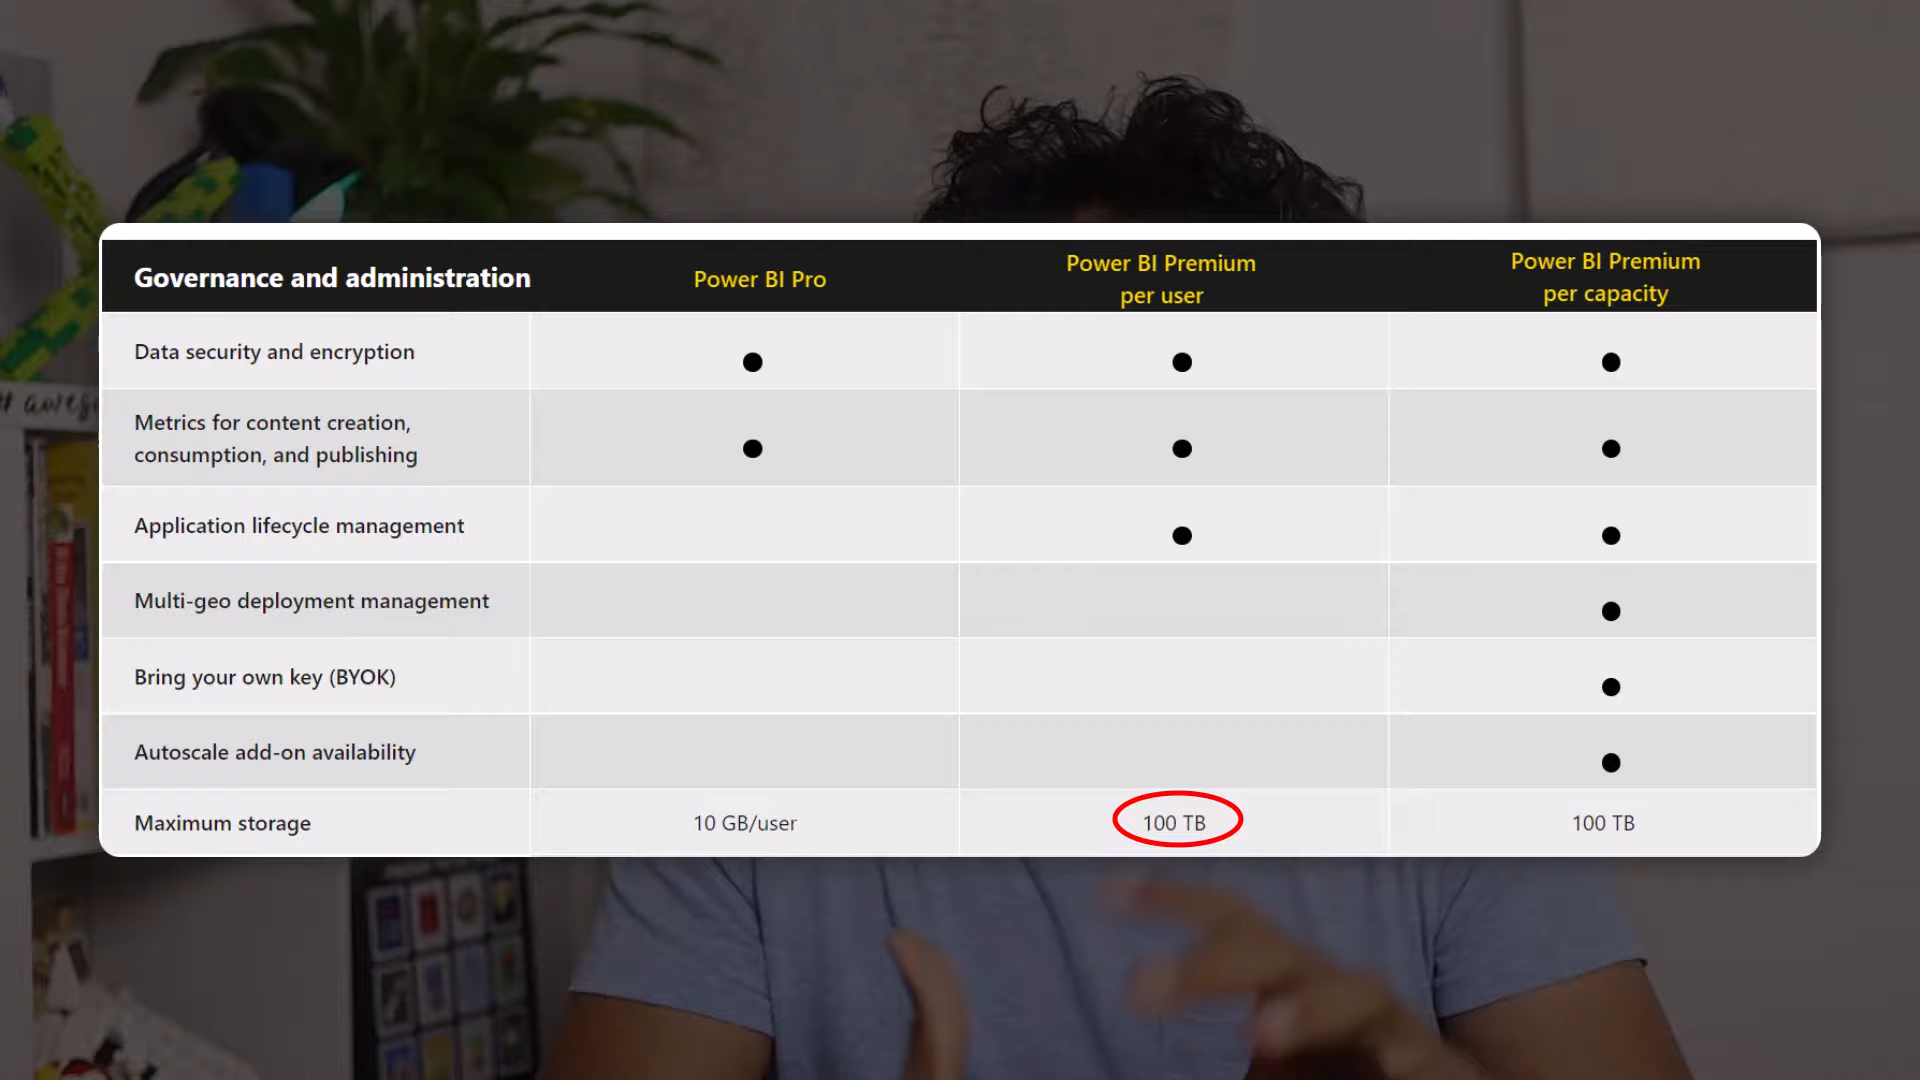 Governance and administration
Power BI Pro
Power BI Premium
per user
Power BI Premium
per capacity
Data security and encryption
Metrics for content creation,
consumption, and publishing
Application lifecycle management
Multi-geo deployment management
Bring your own key (BYOK)
Autoscale add-on availability
Maximum storage
10 GB/user
100 TB
100 TB